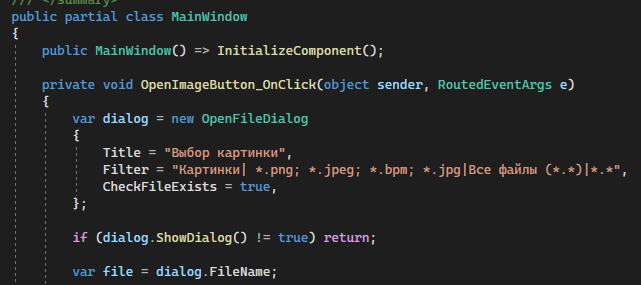 /// </summary>
public partial class MainWindow
{
public MainWindow() => InitializeComponent();
private void OpenImageButton_OnClick(object sender, RoutedEventArgs e)
{
var dialog = new OpenFileDialog
{
Title = "Выбор картинки",
Filter = "Картинки| *.png; *.jpeg; *.bpm; *.jpg|Все файлы (*.*)|*.*",
CheckFileExists = true,
};
if (dialog.ShowDialog() != true) return;
var file = dialog.FileName;